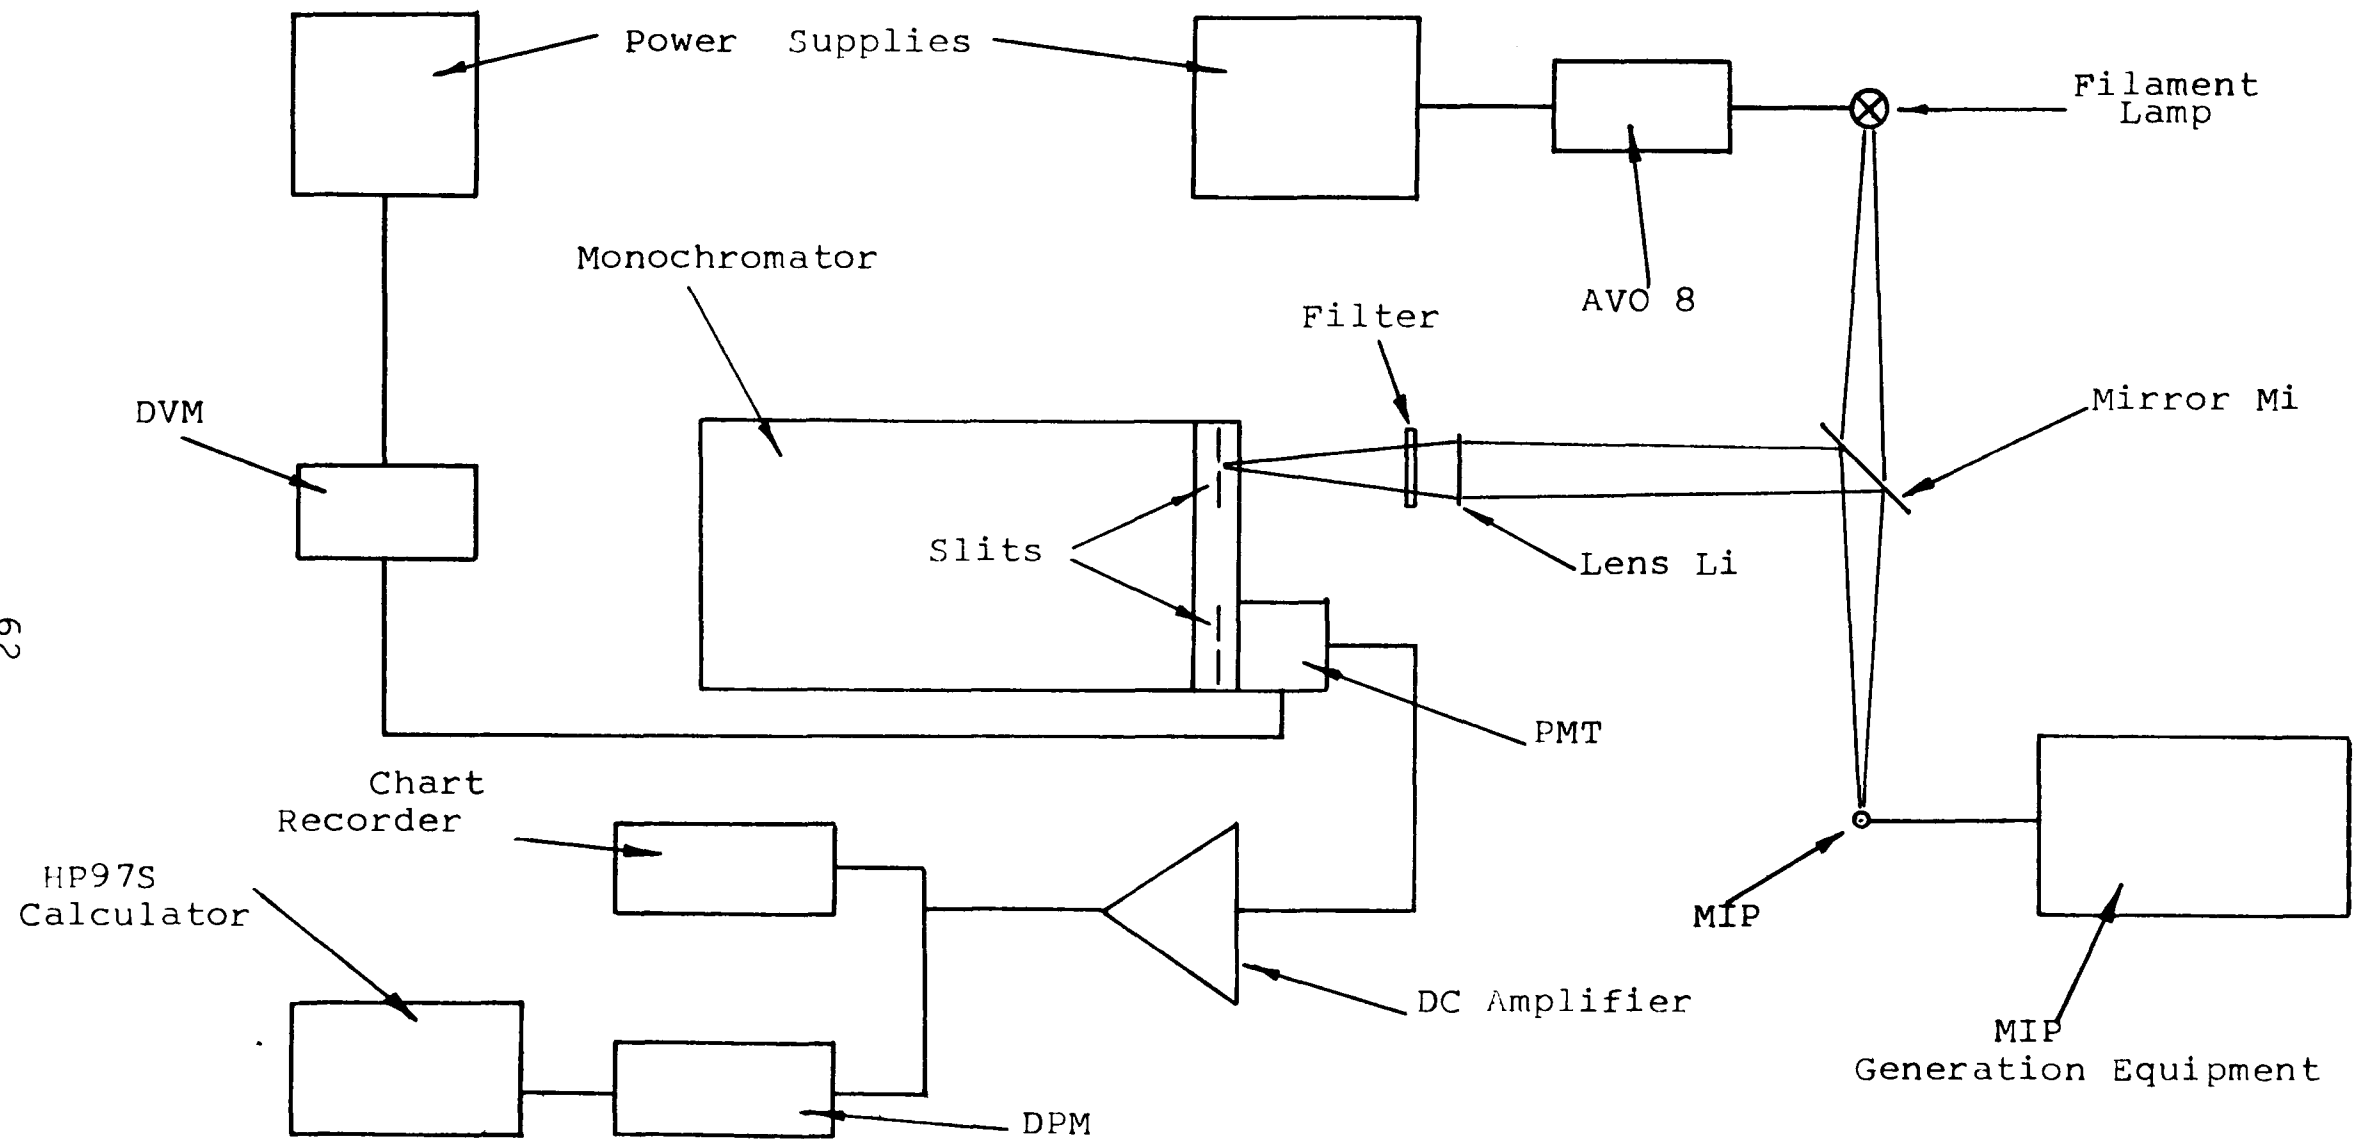 Power Supplies
Filament
Lamp
Monochromator
AVO 8
Filter
DVM
Mirror Mi
Slits
Lens Li
62
PMT
Chart
Recorder
HP97S
Calculator
MIP
DC Amplifier
MIP
Generation Equipment
DPM